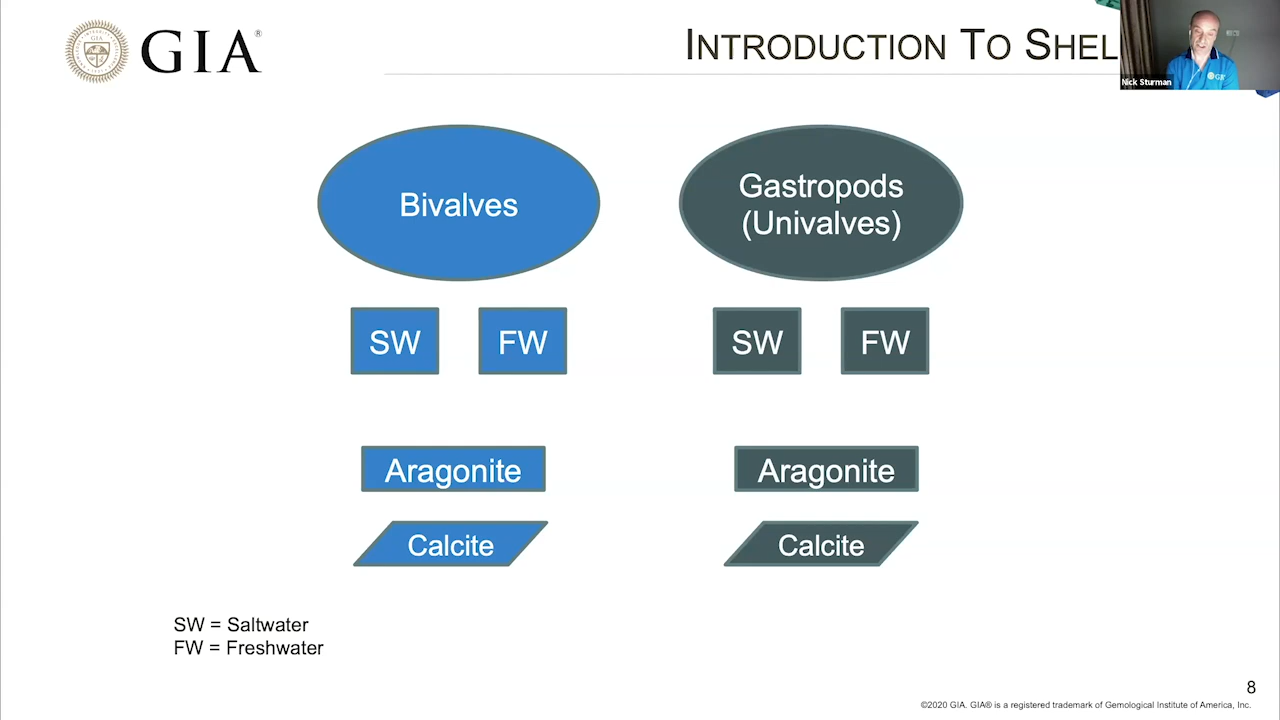 GIA®
INTRODUCTION TO SHEL
Nick Sturman
Bivalves
Gastropods
(Univalves)
SW
FW
SW
FW
Aragonite
Aragonite
Calcite
Calcite
SW = Saltwater
FW = Freshwater
8
©2020 GIA. GIA® is a registered trademark of Gemological Institute of America, Inc.